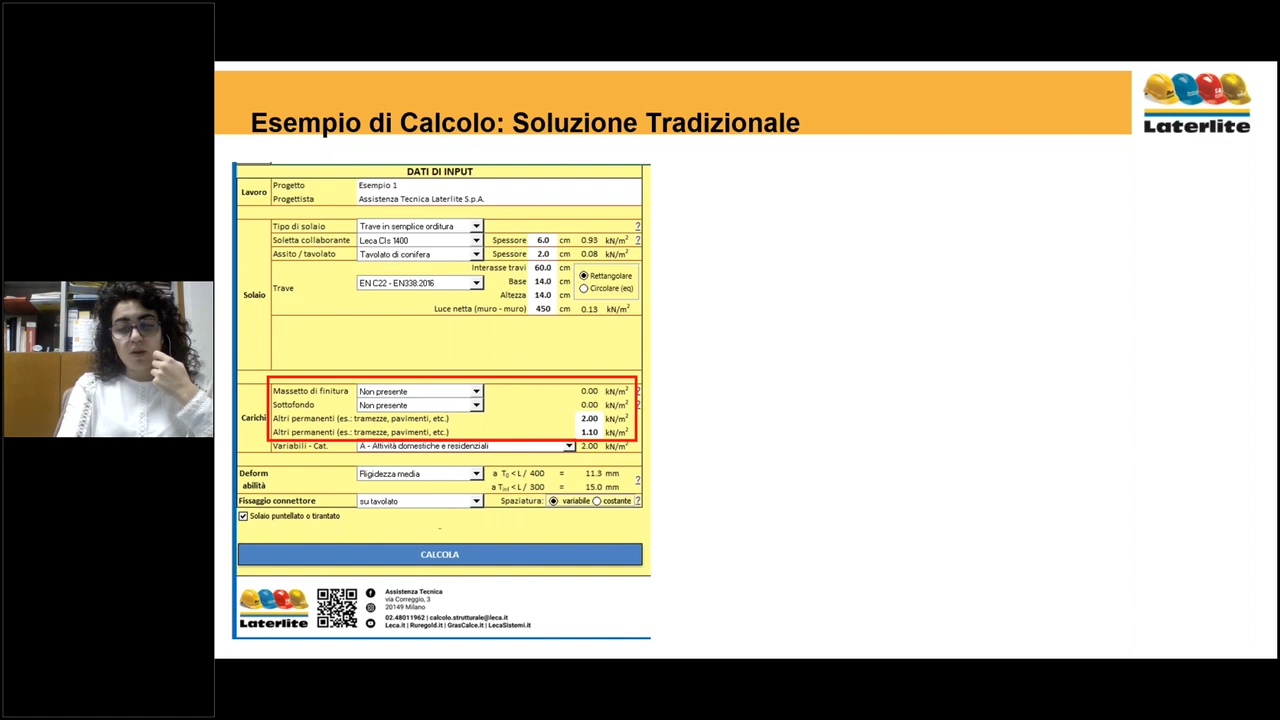 Esempio di Calcolo: Soluzione Tradizionale
Laterlite
DATI DI INPUT
Lavoro
Progetto Esempio 1
Progettista Assistenza Tecnica Laterlite S.p.A.
Solaio
Tipo di solaio Trave in semplice orditura ?
Soletta collaborante Leca Cls 1400 Spessore 6.0 cm 0.93 kN/m² ?
Assito / tavolato Tavolato di conifera Spessore 2.0 cm 0.08 kN/m²
Interasse travi 60.0 cm
Trave EN C22 - EN338:2016 Base 14.0 cm
Altezza 14.0 cm
Rettangolare
Circolare (eq)
Luce netta (muro - muro) 450 cm 0.13 kN/m²
Carichi
Massetto di finitura Non presente 0.00 kN/m² ?
Sottofondo Non presente 0.00 kN/m² ?
Altri permanenti (es.: tramezze, pavimenti, etc.) 2.00 kN/m²
Altri permanenti (es.: tramezze, pavimenti, etc.) 1.10 kN/m²
Variabili - Cat. A - Attività domestiche e residenziali 2.00 kN/m²
Deform abilità Rigidezza media a T0 < L / 400 = 11.3 mm
a Tinf < L / 300 = 15.0 mm ?
Fissaggio connettore su tavolato Spaziatura: variabile costante ?
Solaio puntellato o tirantato
CALCOLA
Laterlite
Assistenza Tecnica
via Correggio, 3
20149 Milano
02.48011962 | calcolo.strutturale@leca.it
Leca.it | Ruregold.it | GrasCalce.it | LecaSistemi.it